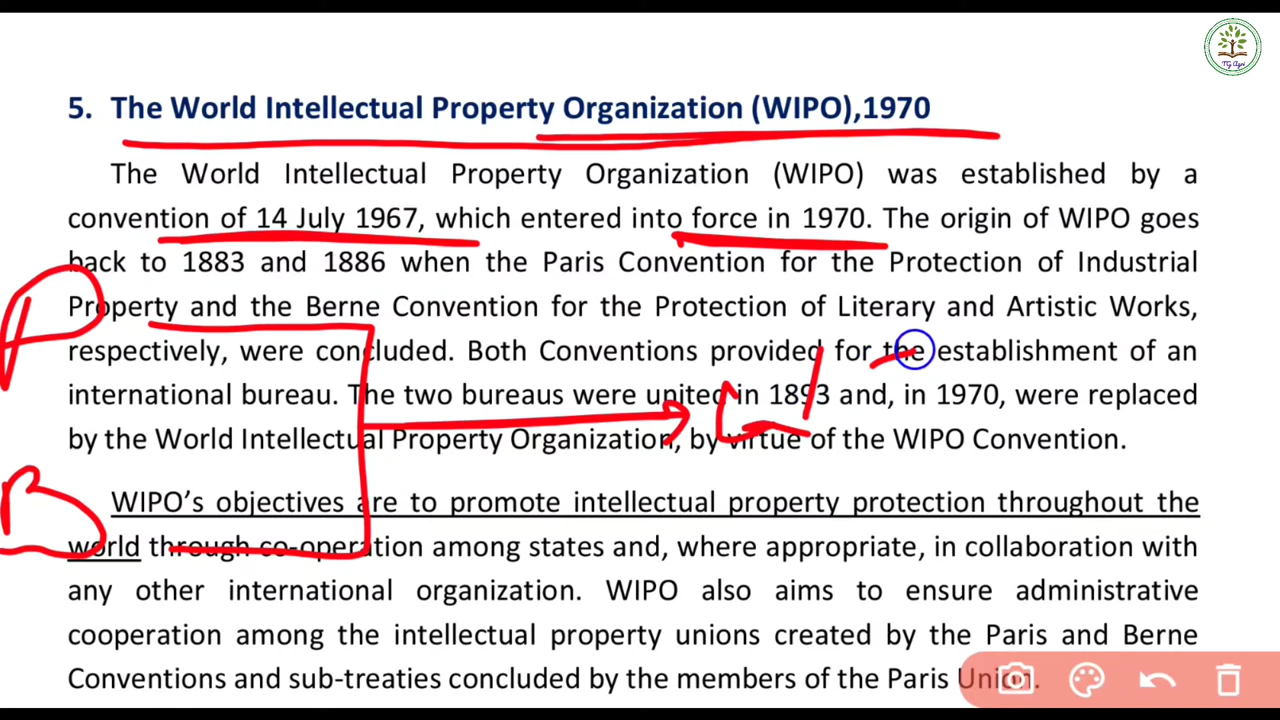 TG Agri
5. The World Intellectual Property Organization (WIPO),1970
The World Intellectual Property Organization (WIPO) was established by a
convention of 14 July 1967, which entered into force in 1970. The origin of WIPO goes
back to 1883 and 1886 when the Paris Convention for the Protection of Industrial
Property and the Berne Convention for the Protection of Literary and Artistic Works,
respectively, were concluded. Both Conventions provided for the establishment of an
international bureau. The two bureaus were united in 1893 and, in 1970, were replaced
by the World Intellectual Property Organization, by virtue of the WIPO Convention.
WIPO’s objectives are to promote intellectual property protection throughout the
world through co-operation among states and, where appropriate, in collaboration with
any other international organization. WIPO also aims to ensure administrative
cooperation among the intellectual property unions created by the Paris and Berne
Conventions and sub-treaties concluded by the members of the Paris Union.
P
B